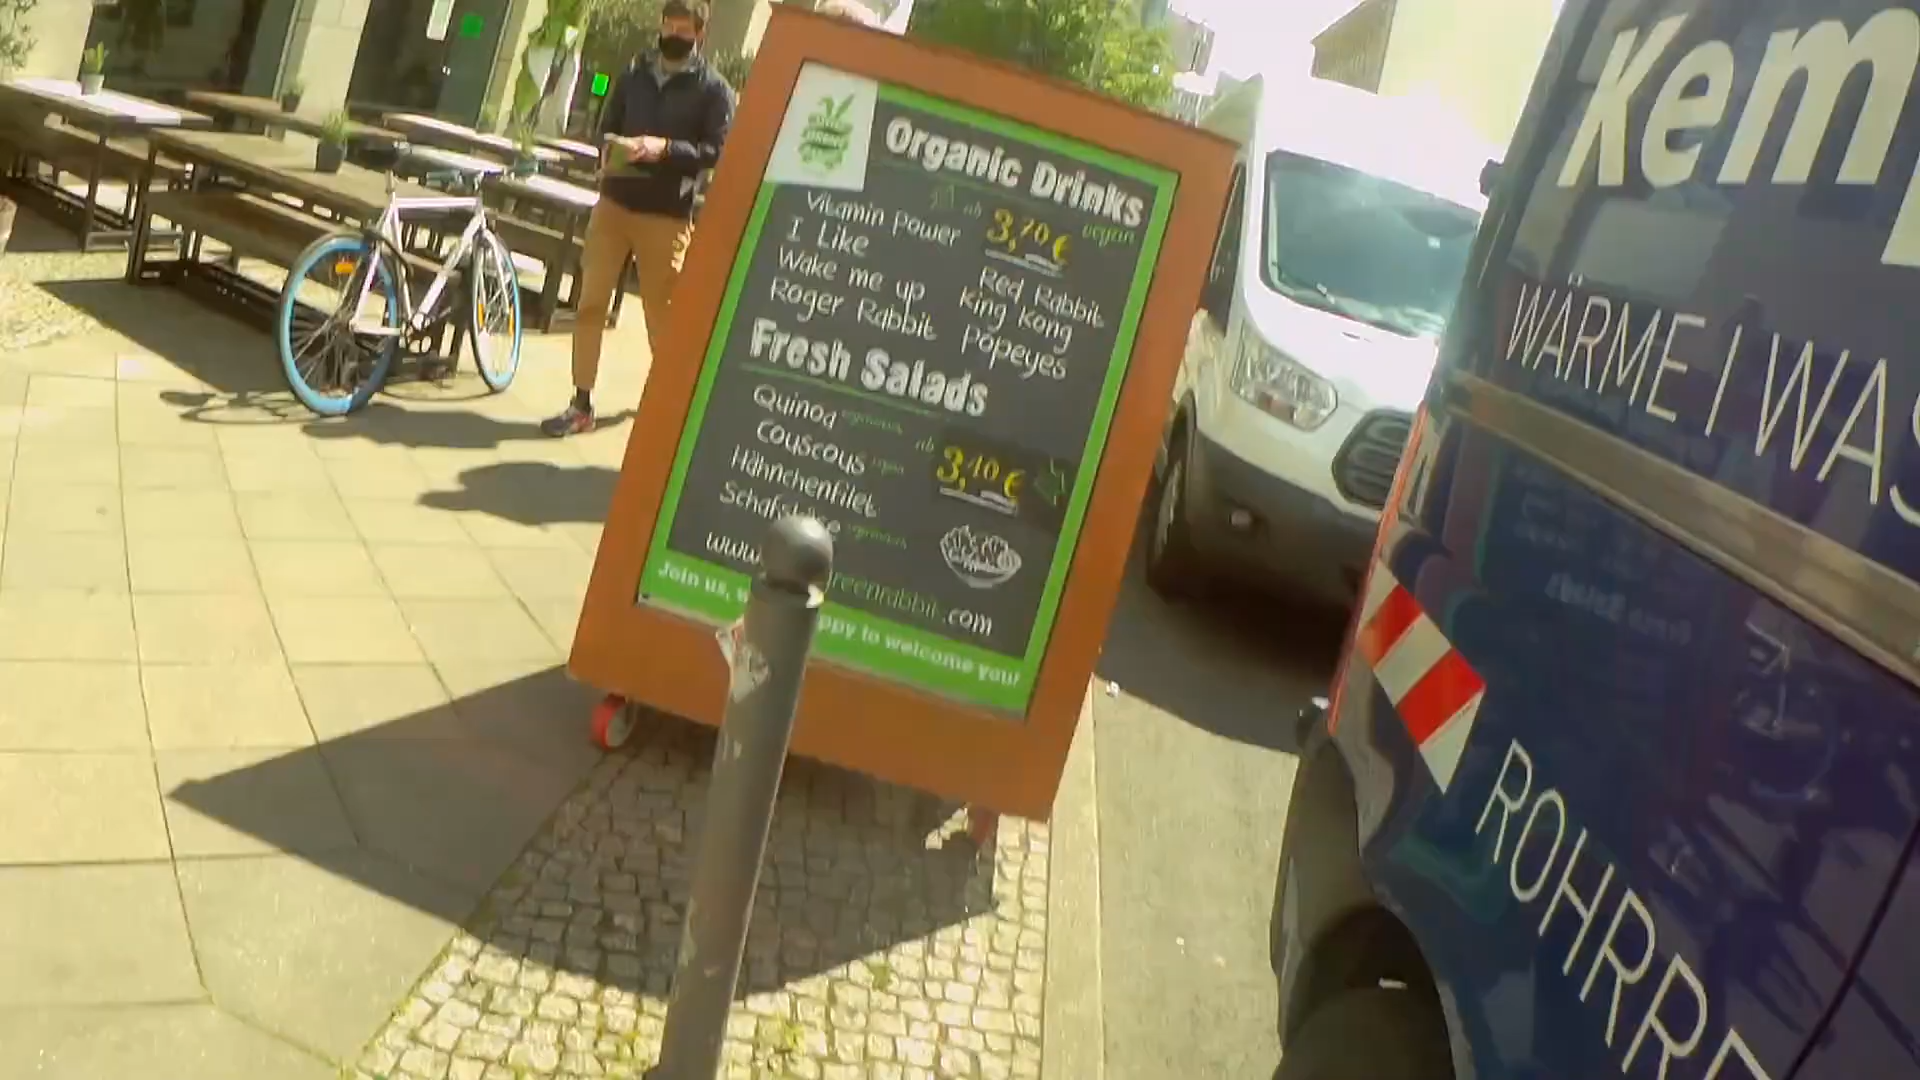 Organic Drinks
ab 3,70 € vegan
Vitamin Power
I Like
Wake me up
Roger Rabbit
Red Rabbit
King Kong
Popeyes
Fresh Salads
Quinoa
Couscous
Hähnchenfilet
ab 3,10 €
www. reenrabbit.com
Join us, ppy to welcome you!
Kem
WÄRME I WAS
ROHRR